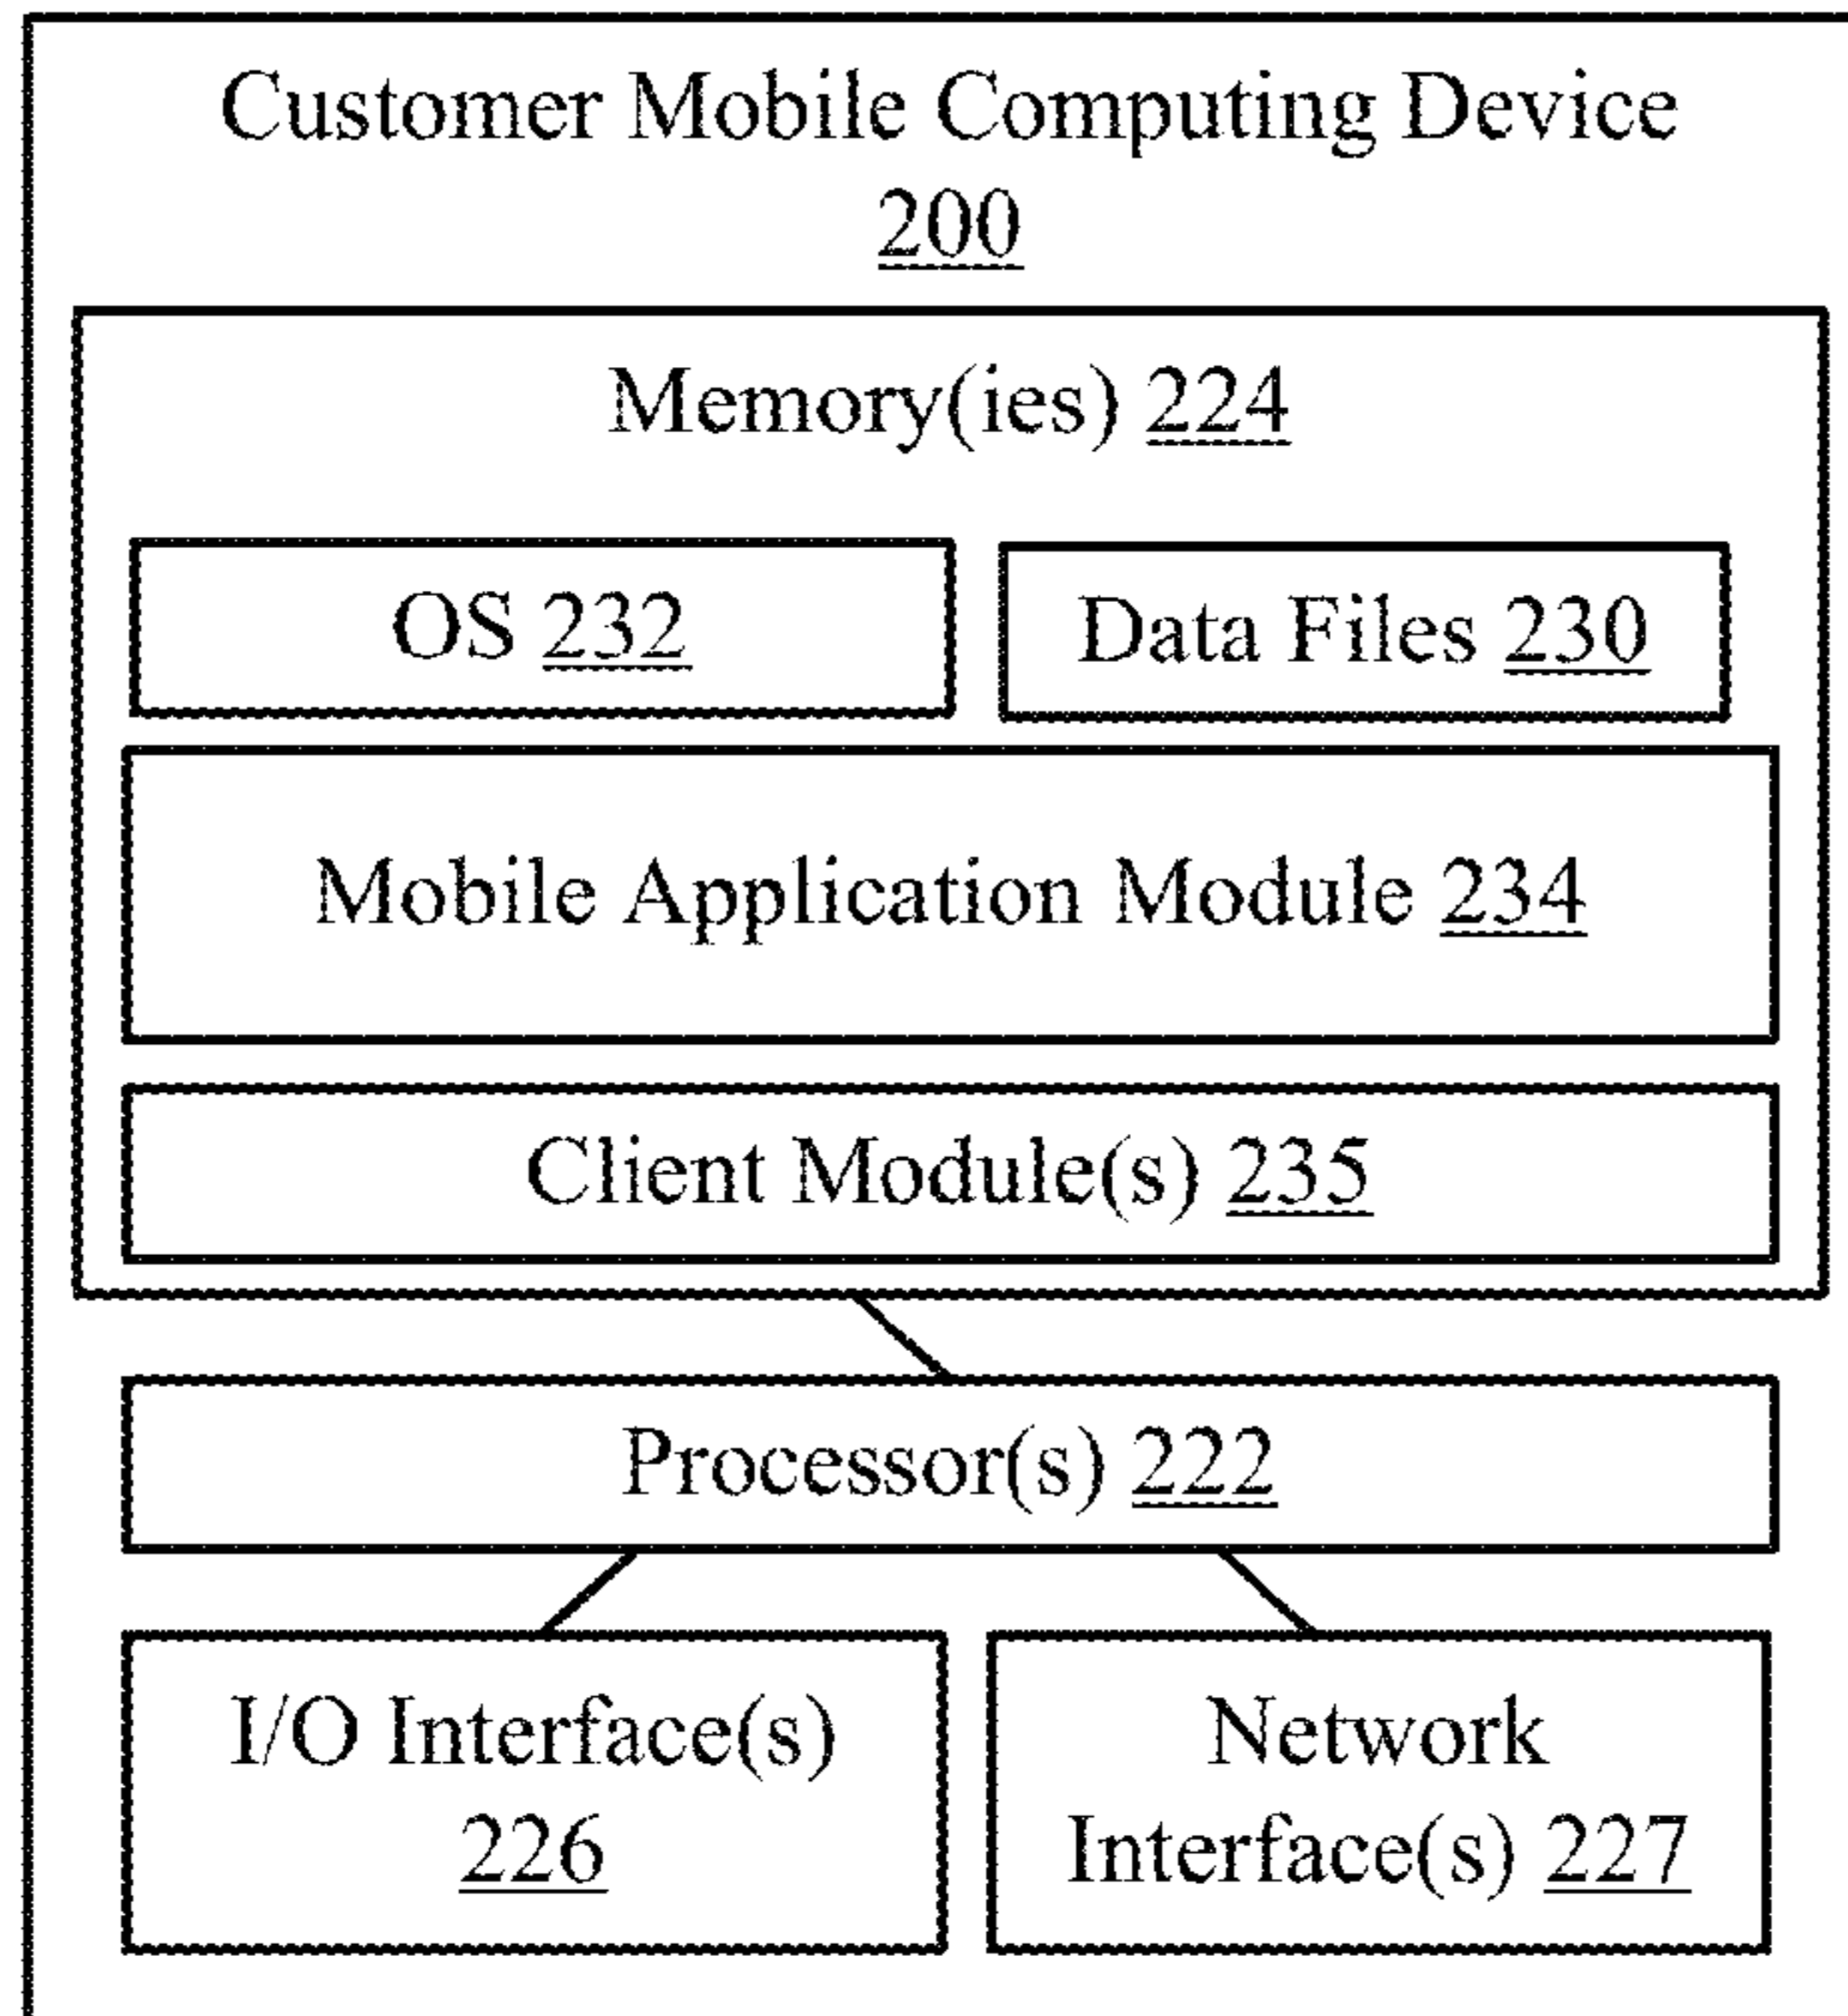 Customer Mobile Computing Device
200
Memory(ies) 224
OS 232
Data Files 230
Mobile Application Module 234
Client Module(s) 235
Processor(s) 222
I/O Interface(s)
226
Network
Interface(s) 227